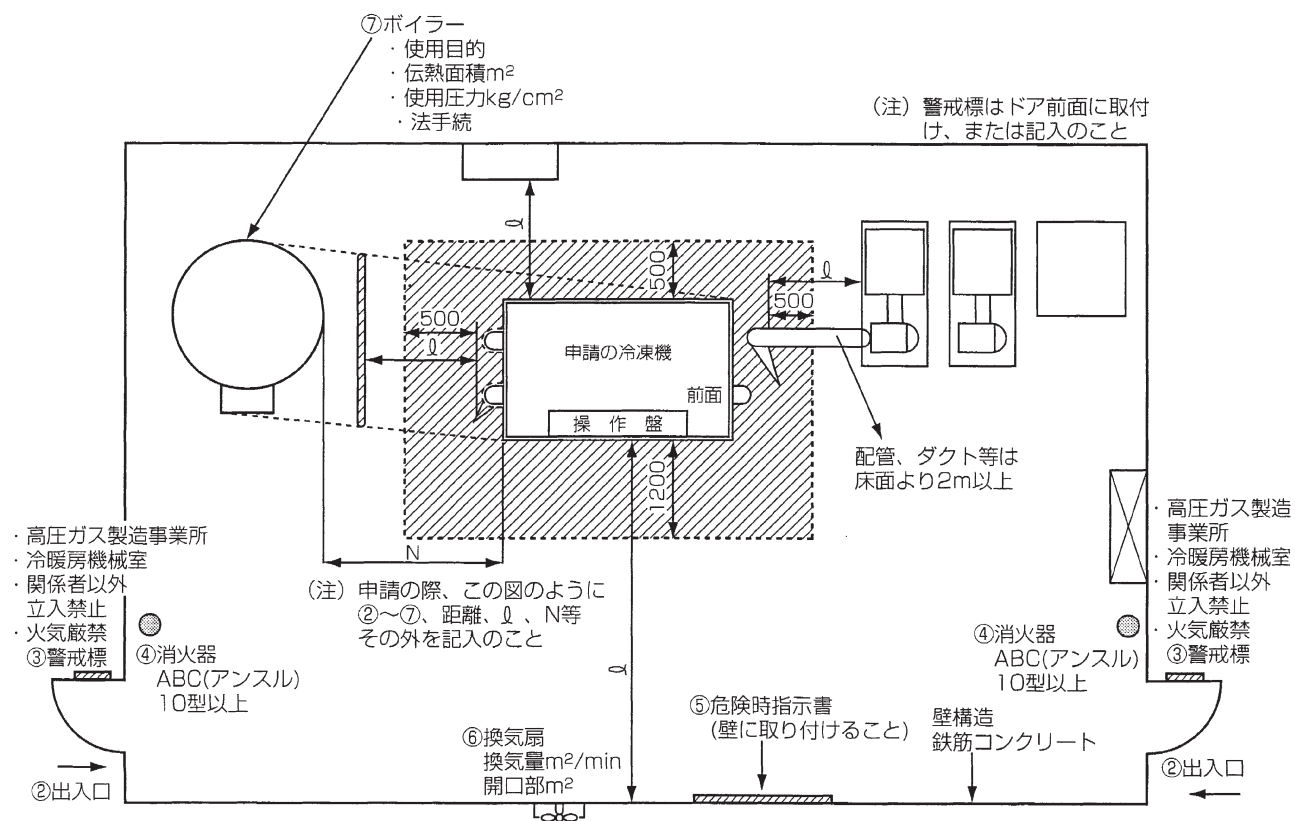 ⑦ボイラー
・使用目的
・伝熱面積m²
・使用圧力kg/cm²
・法手続
(注) 警戒標はドア前面に取付
け、または記入のこと
ℓ
500
ℓ
500
500
ℓ
申請の冷凍機
前面
操 作 盤
1200
配管、ダクト等は
床面より2m以上
N
・高圧ガス製造事業所
・冷暖房機械室
・関係者以外
立入禁止
・火気厳禁
③警戒標
(注) 申請の際、この図のように
②~⑦、距離、ℓ、N等
その外を記入のこと
④消火器
ABC(アンスル)
10型以上
ℓ
・高圧ガス製造
事業所
・冷暖房機械室
・関係者以外
立入禁止
・火気厳禁
③警戒標
④消火器
ABC(アンスル)
10型以上
⑤危険時指示書
(壁に取り付けること)
⑥換気扇
換気量m²/min
開口部m²
壁構造
鉄筋コンクリート
②出入口
②出入口